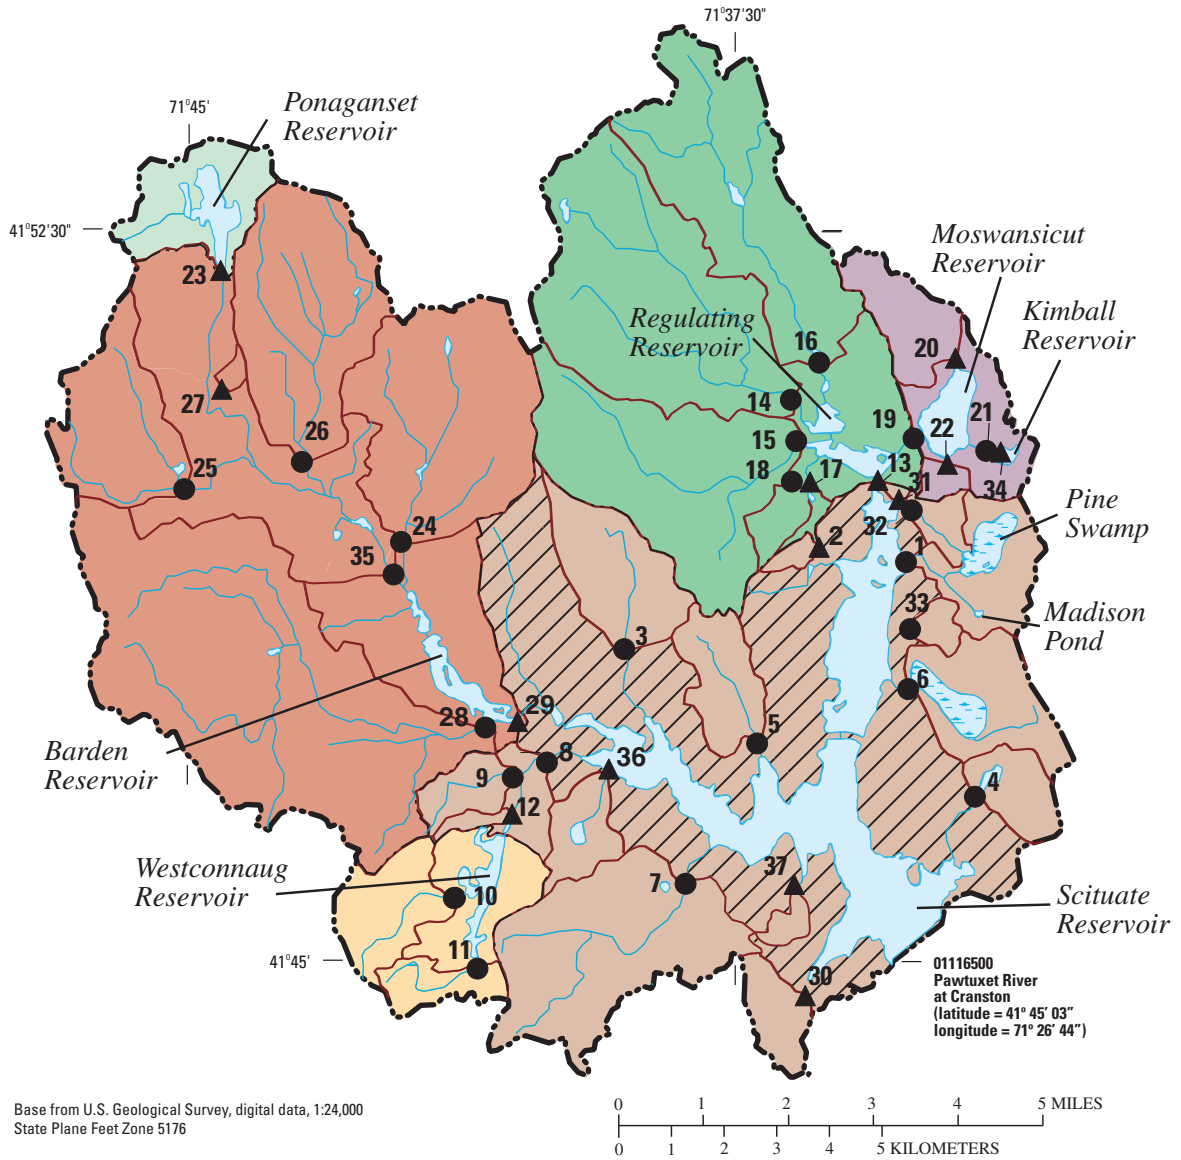 71°37'30"
Ponaganset
Reservoir
71°45'
41°52'30"
Moswansicut
Reservoir
Kimball
Reservoir
Regulating
Reservoir
23
16
20
27
14
19
21
26
15
22
25
18
17
13
31
34
Pine
Swamp
24
32
2
1
35
33
Madison
Pond
3
6
29
28
5
Barden
Reservoir
8
36
9
4
12
Westconnaug
Reservoir
7
37
10
Scituate
Reservoir
11
41°45'
30
01116500
Pawtuxet River
at Cranston
(latitude = 41° 45' 03"
longitude = 71° 26' 44")
Base from U.S. Geological Survey, digital data, 1:24,000
State Plane Feet Zone 5176
0 1 2 3 4 5 MILES
0 1 2 3 4 5 KILOMETERS